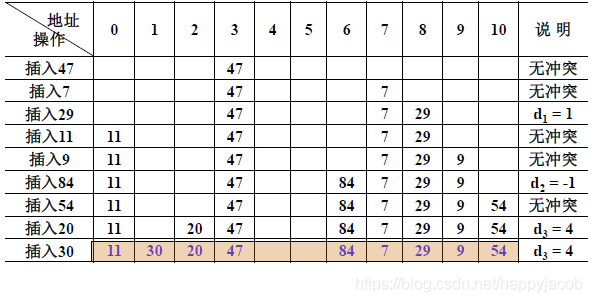 地址 0 1 2 3 4 5 6 7 8 9 10 说 明
操作
插入47 47 无冲突
插入7 47 7 无冲突
插入29 47 7 29 d₁ = 1
插入11 11 47 7 29 无冲突
插入9 11 47 7 29 9 无冲突
插入84 11 47 84 7 29 9 d₂ = -1
插入54 11 47 84 7 29 9 54 无冲突
插入20 11 20 47 84 7 29 9 54 d₃ = 4
插入30 11 30 20 47 84 7 29 9 54 d₃ = 4
https://blog.csdn.net/happyjacob